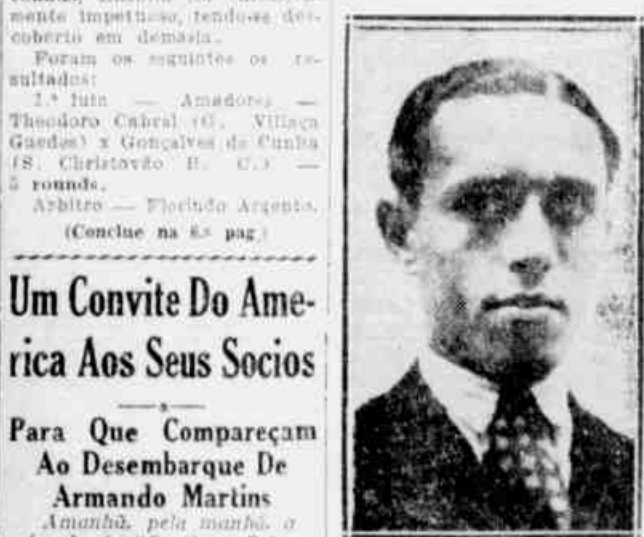 mente impetuoso, tendo-se des-
coberto em demasia.
Foram os seguintes os re-
sultados:
1.ª luta — Amadores —
Theodoro Cabral (G. Villaça
Guedes) x Gonçalves da Cunha
(S. Christovão B. C.) —
5 rounds.
Arbitro — Florindo Argento.
(Conclue na 6.ª pag.)
Um Convite Do Ame-
rica Aos Seus Socios
Para Que Compareçam
Ao Desembarque De
Armando Martins
Amanhã, pela manhã, a